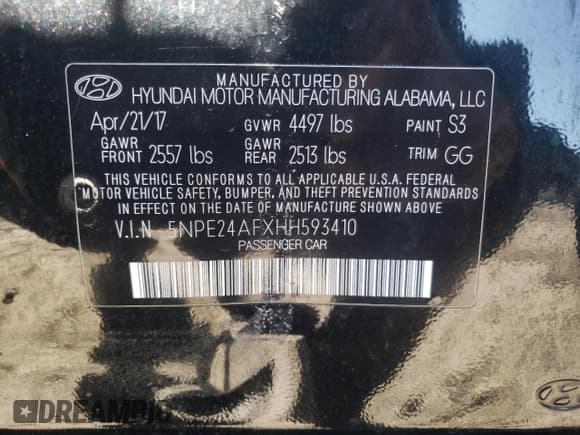 MANUFACTURED BY
HYUNDAI MOTOR MANUFACTURING ALABAMA, LLC
Apr/21/17 GVWR 4497 lbs PAINT S3
GAWR FRONT 2557 lbs GAWR REAR 2513 lbs TRIM GG
THIS VEHICLE CONFORMS TO ALL APPLICABLE U.S.A. FEDERAL
MOTOR VEHICLE SAFETY, BUMPER, AND THEFT PREVENTION STANDARDS
IN EFFECT ON THE DATE OF MANUFACTURE SHOWN ABOVE
V.I.N 5NPE24AFXHH593410
PASSENGER CAR
DREAMBID